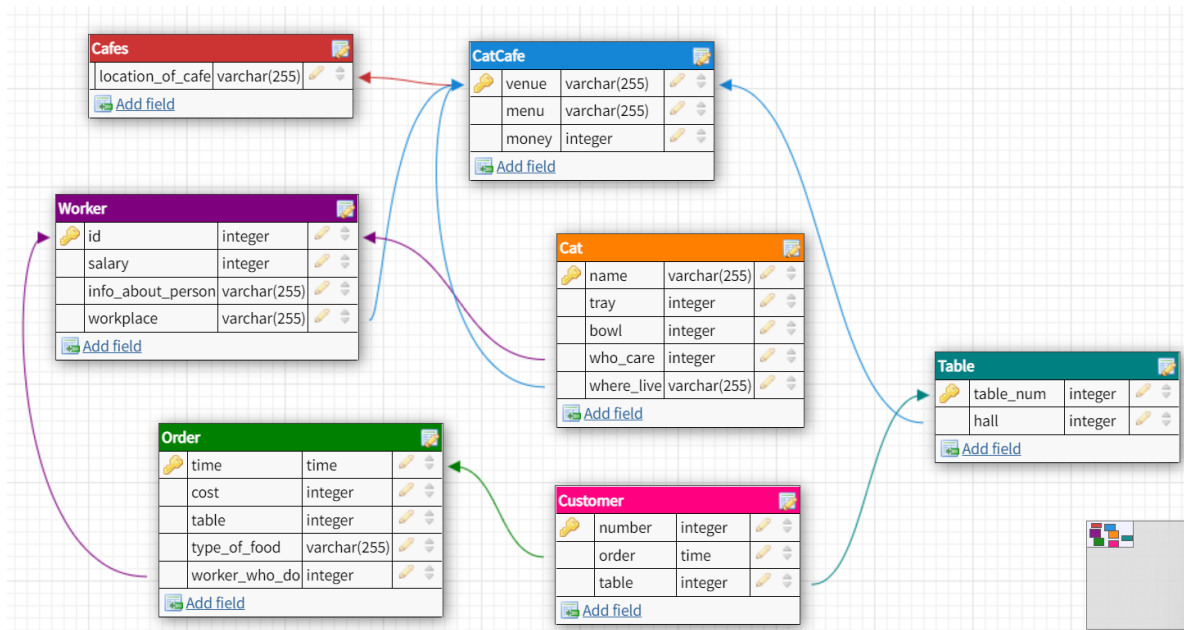 Cafes
location_of_cafe varchar(255)
Add field
CatCafe
venue varchar(255)
menu varchar(255)
money integer
Add field
Worker
id integer
salary integer
info_about_person varchar(255)
workplace varchar(255)
Add field
Cat
name varchar(255)
tray integer
bowl integer
who_care integer
where_live varchar(255)
Add field
Table
table_num integer
hall integer
Add field
Order
time time
cost integer
table integer
type_of_food varchar(255)
worker_who_do integer
Add field
Customer
number integer
order time
table integer
Add field